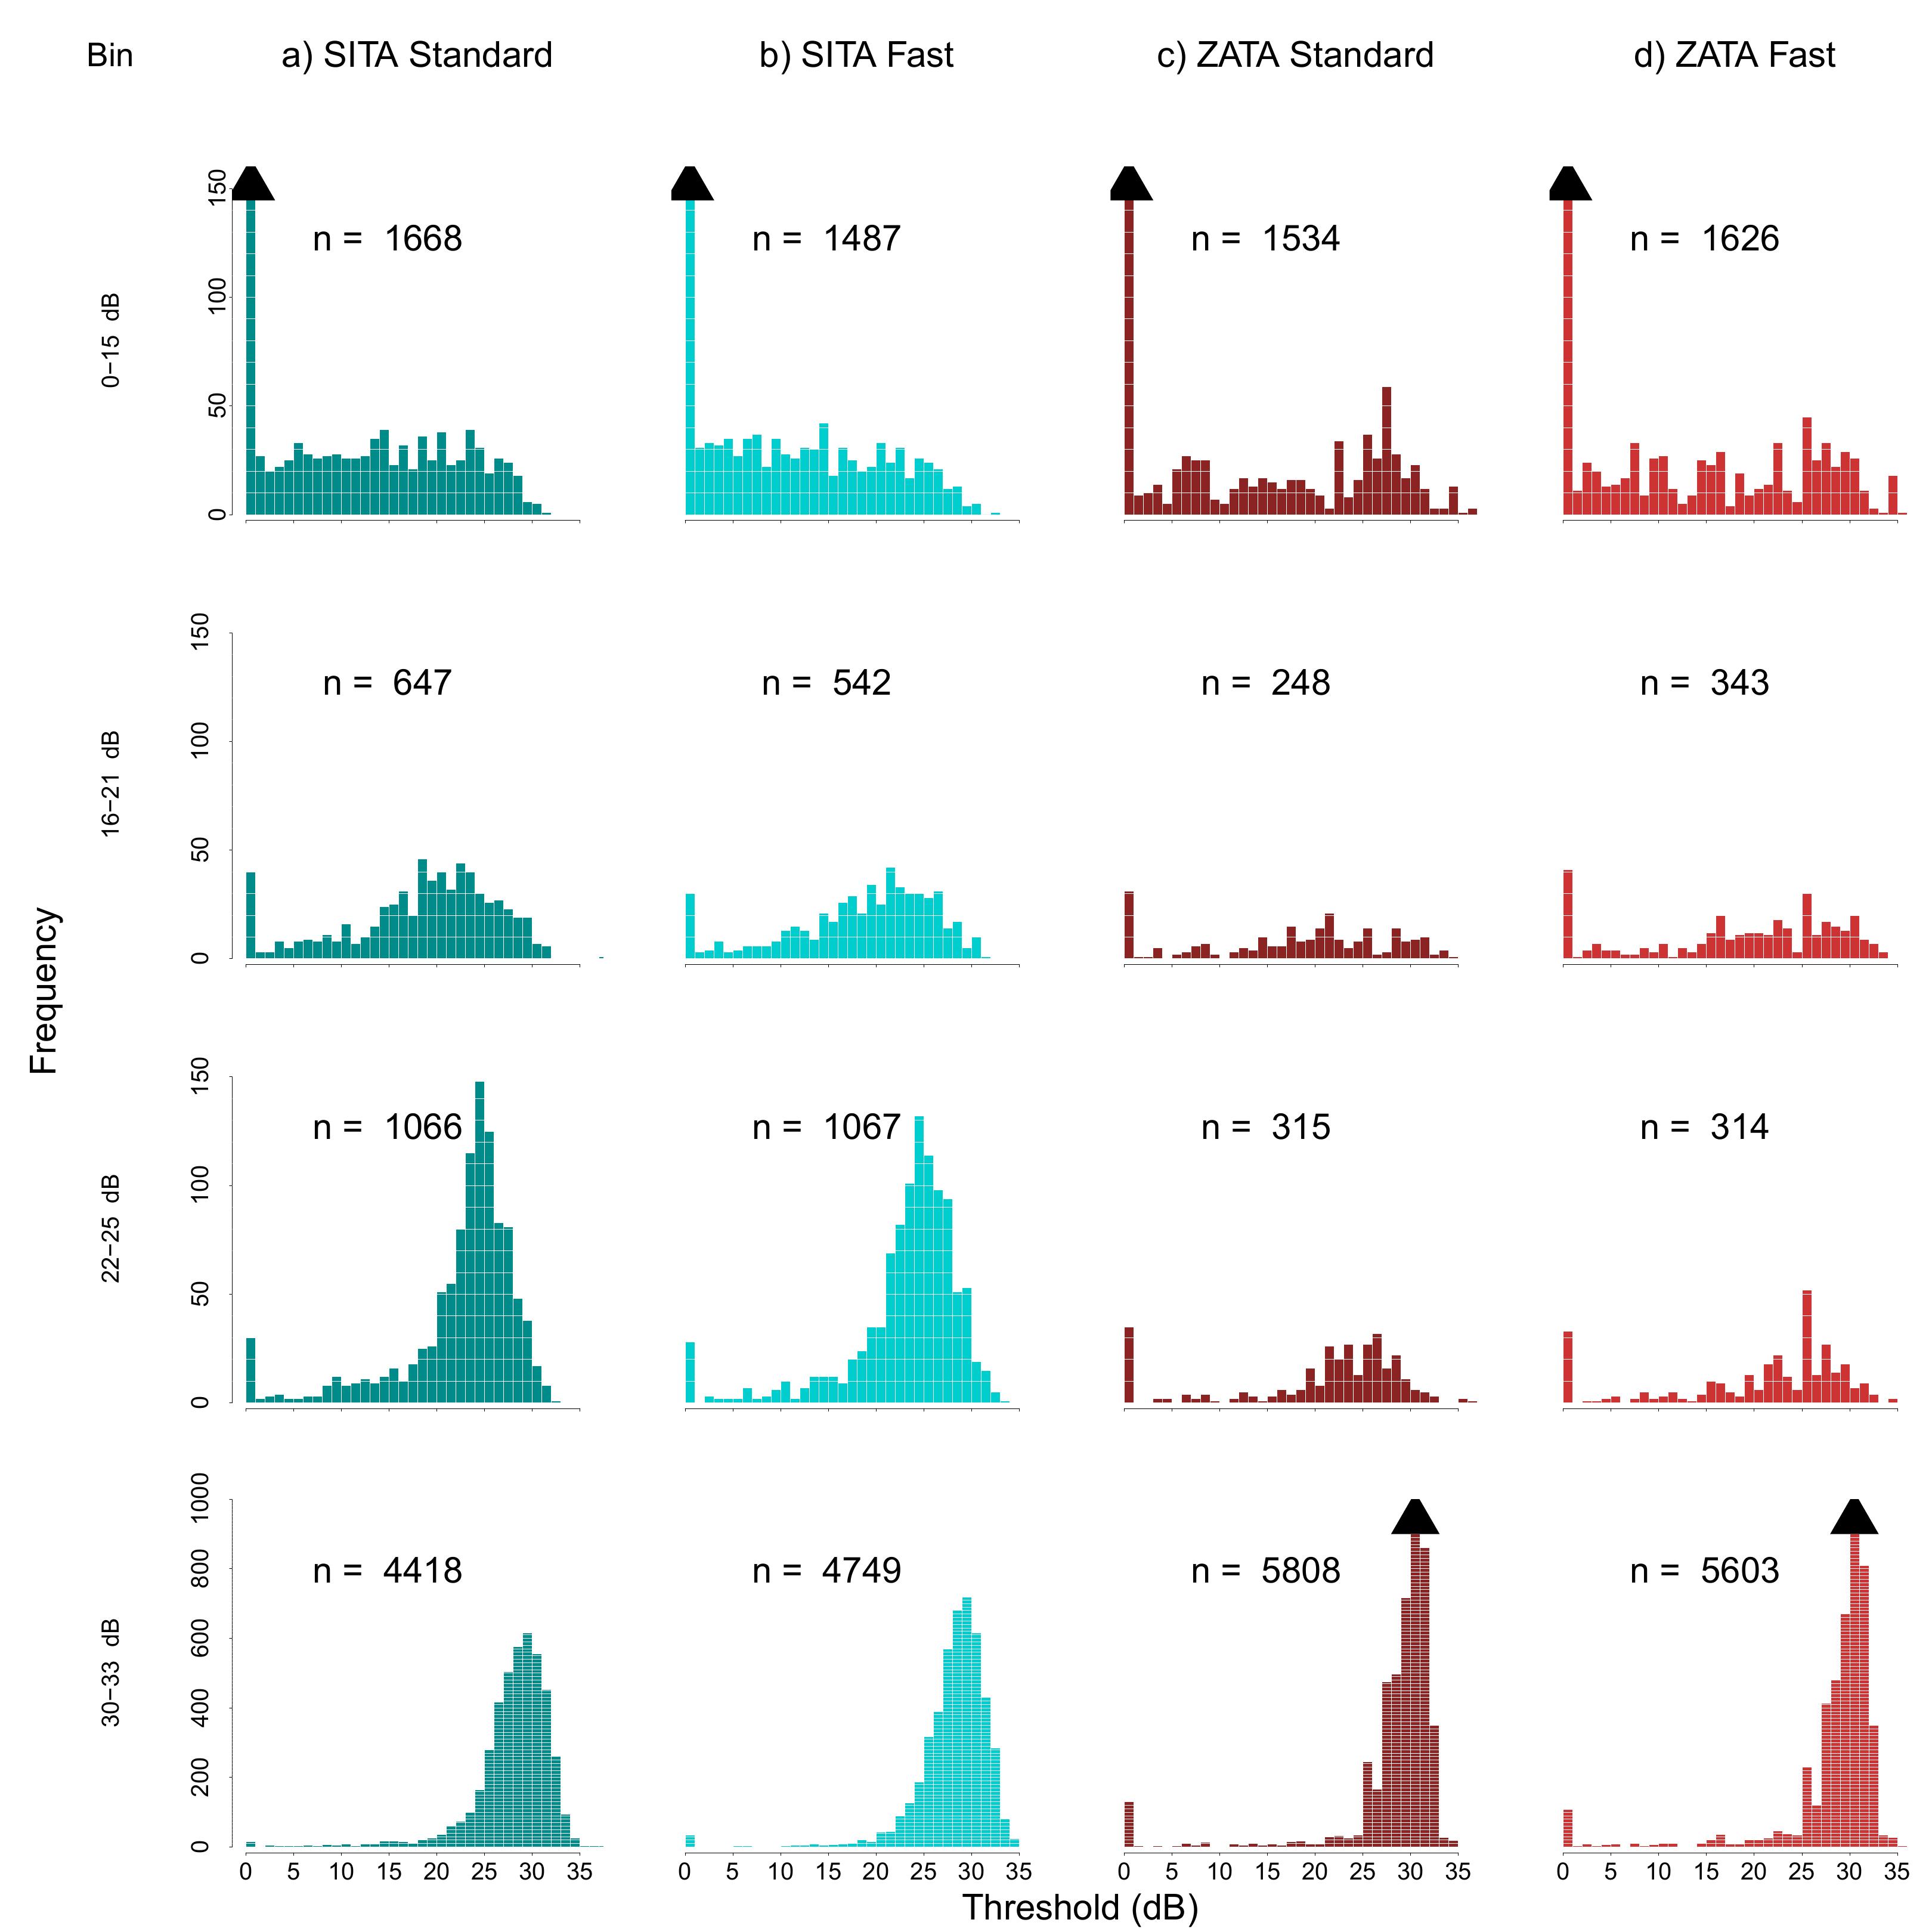 Bin a) SITA Standard b) SITA Fast c) ZATA Standard d) ZATA Fast
0−15 dB
150
100
50
0
n = 1668
n = 1487
n = 1534
n = 1626
16−21 dB
150
100
50
0
n = 647
n = 542
n = 248
n = 343
Frequency
22−25 dB
150
100
50
0
n = 1066
n = 1067
n = 315
n = 314
30−33 dB
1000
800
600
400
200
0
n = 4418
n = 4749
n = 5808
n = 5603
0 5 10 15 20 25 30 35 0 5 10 15 20 25 30 35 0 5 10 15 20 25 30 35 0 5 10 15 20 25 30 35
Threshold (dB)